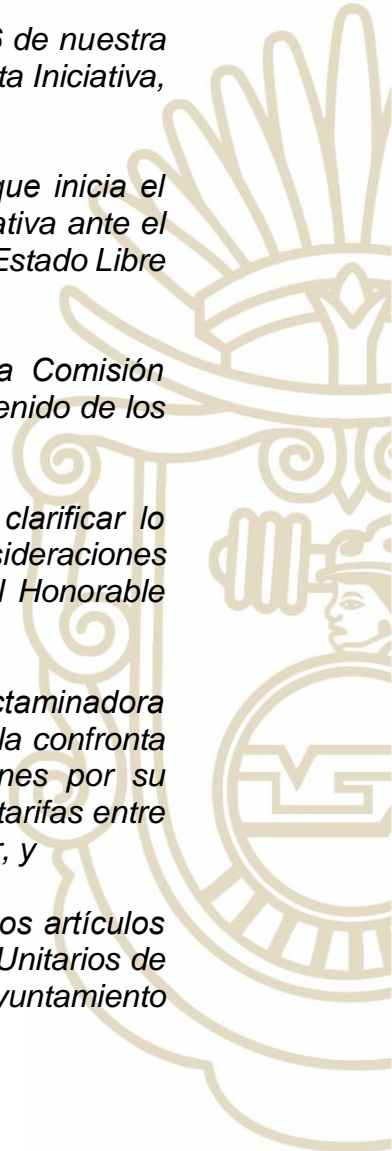 6 de nuestra
ta Iniciativa,
que inicia el
ativa ante el
Estado Libre
a Comisión
tenido de los
clarificar lo
sideraciones
l Honorable
ctaminadora
la confronta
nes por su
tarifas entre
r, y
os artículos
Unitarios de
yuntamiento